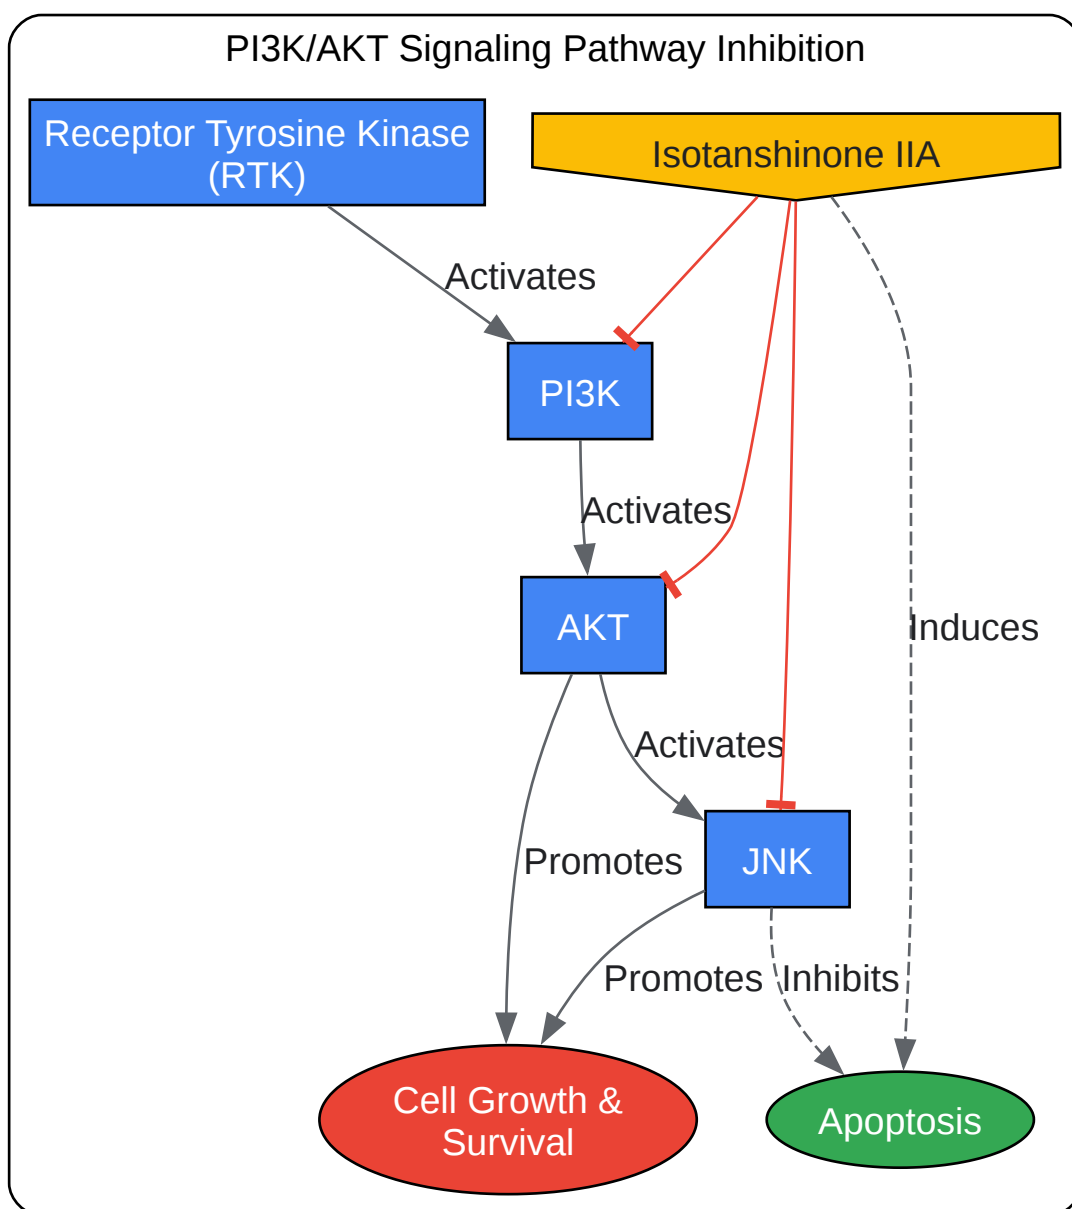 PI3K/AKT Signaling Pathway Inhibition
Receptor Tyrosine Kinase
(RTK)
Isotanshinone IIA
Activates
PI3K
Activates
AKT
Induces
Activates
Promotes
JNK
Promotes
Inhibits
Cell Growth &
Survival
Apoptosis